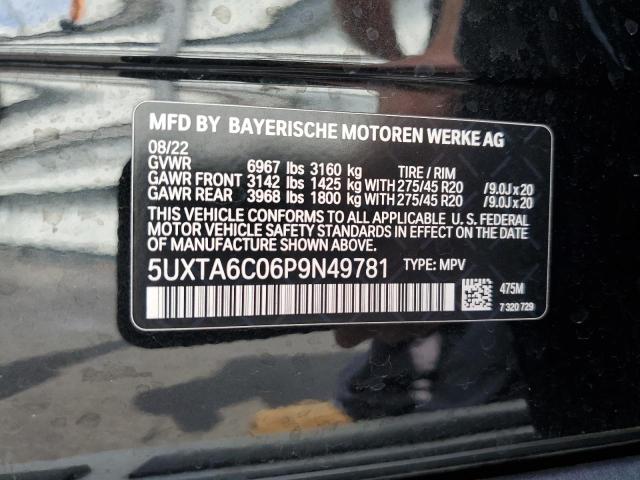 MFD BY BAYERISCHE MOTOREN WERKE AG
08/22
GVWR 6967 lbs 3160 kg TIRE / RIM
GAWR FRONT 3142 lbs 1425 kg WITH 275/45 R20 /9.0J x 20
GAWR REAR 3968 lbs 1800 kg WITH 275/45 R20 /9.0J x 20
THIS VEHICLE CONFORMS TO ALL APPLICABLE U. S. FEDERAL
MOTOR VEHICLE SAFETY STANDARDS IN EFFECT ON THE DATE OF
MANUFACTURE SHOWN ABOVE.
5UXTA6C06P9N49781 TYPE: MPV
475M
7 320 729